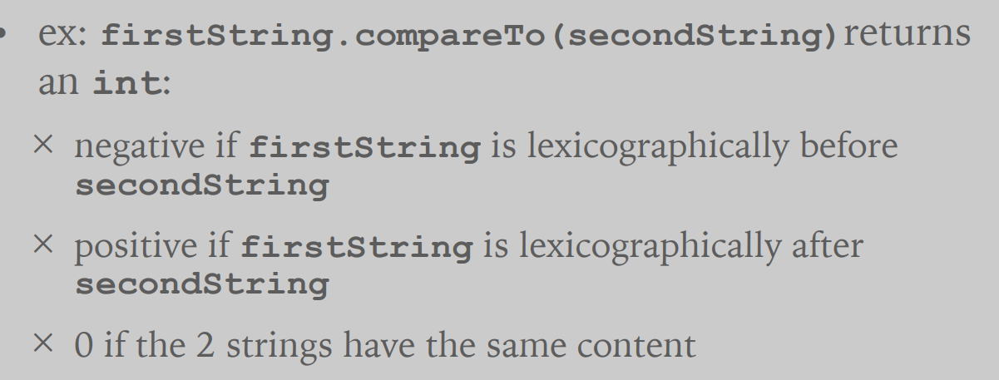 • ex: firstString.compareTo(secondString) returns
an int:
× negative if firstString is lexicographically before
secondString
× positive if firstString is lexicographically after
secondString
× 0 if the 2 strings have the same content